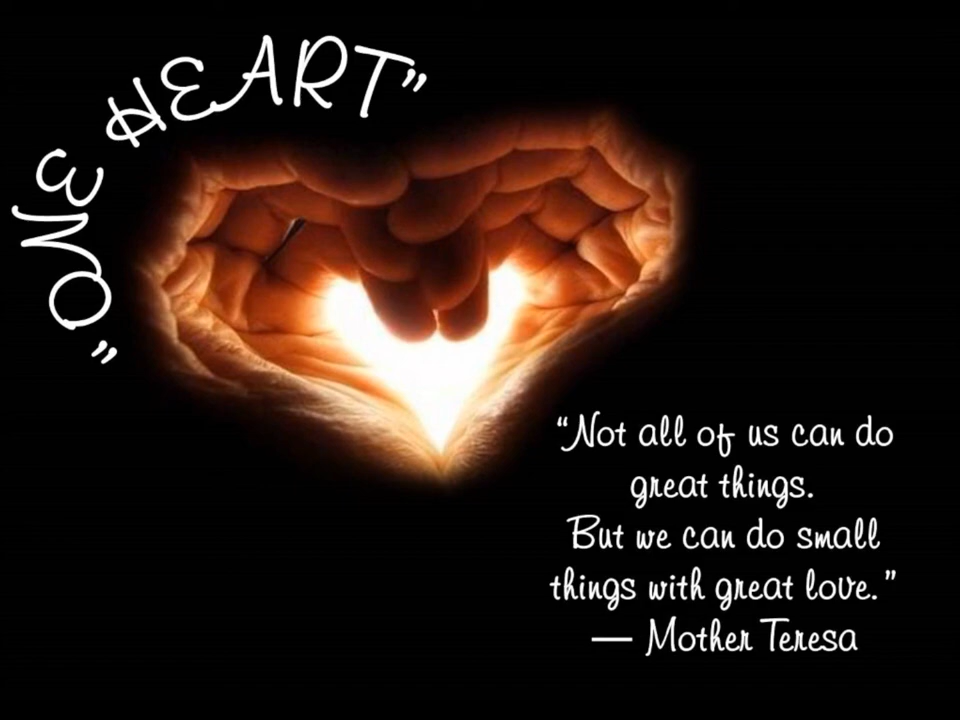 ”ONE HEART”
“Not all of us can do
great things.
But we can do small
things with great love.”
— Mother Teresa